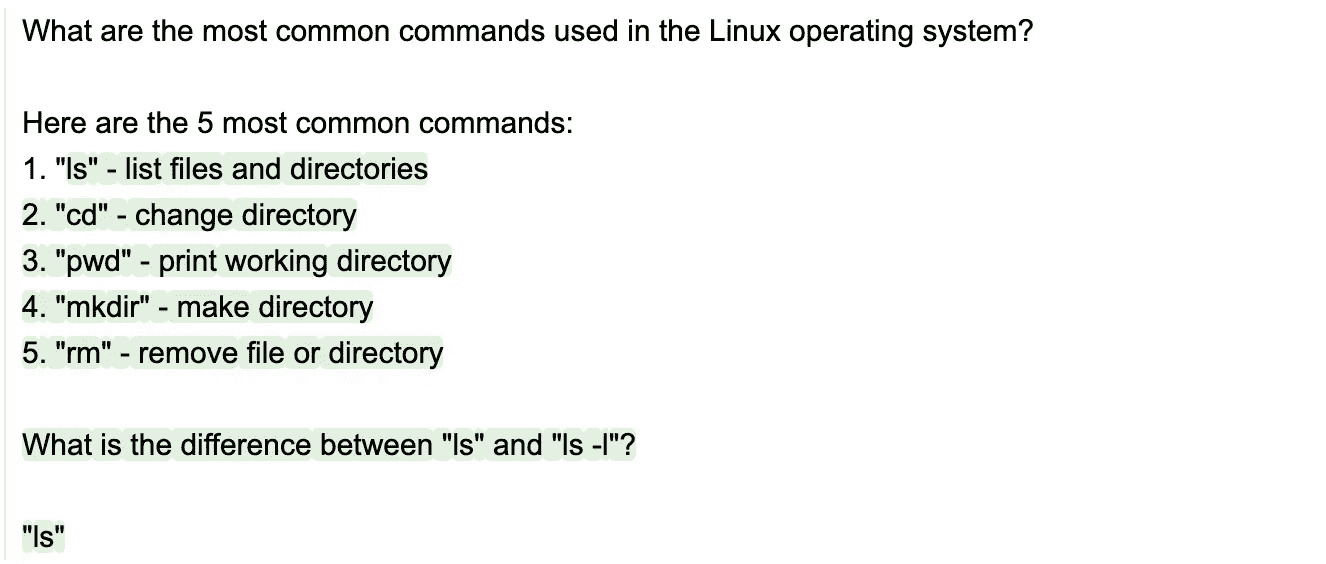 What are the most common commands used in the Linux operating system?
Here are the 5 most common commands:
1. "ls" - list files and directories
2. "cd" - change directory
3. "pwd" - print working directory
4. "mkdir" - make directory
5. "rm" - remove file or directory
What is the difference between "ls" and "ls -l"?
"ls"